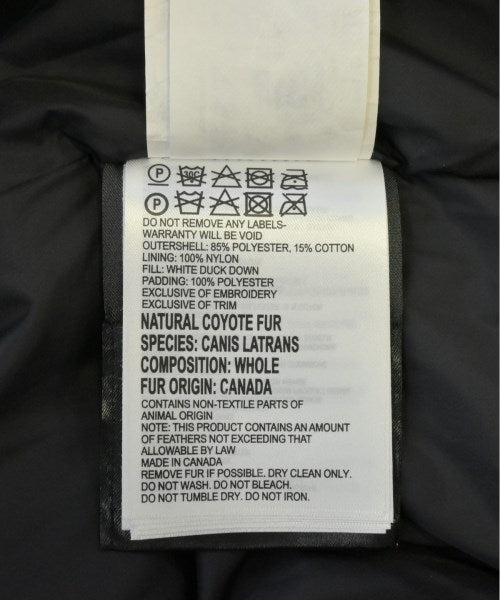 P 30C
P
DO NOT REMOVE ANY LABELS-
WARRANTY WILL BE VOID
OUTERSHELL: 85% POLYESTER, 15% COTTON
LINING: 100% NYLON
FILL: WHITE DUCK DOWN
PADDING: 100% POLYESTER
EXCLUSIVE OF EMBROIDERY
EXCLUSIVE OF TRIM
NATURAL COYOTE FUR
SPECIES: CANIS LATRANS
COMPOSITION: WHOLE
FUR ORIGIN: CANADA
CONTAINS NON-TEXTILE PARTS OF
ANIMAL ORIGIN
NOTE: THIS PRODUCT CONTAINS AN AMOUNT
OF FEATHERS NOT EXCEEDING THAT
ALLOWABLE BY LAW
MADE IN CANADA
REMOVE FUR IF POSSIBLE. DRY CLEAN ONLY.
DO NOT WASH. DO NOT BLEACH.
DO NOT TUMBLE DRY. DO NOT IRON.